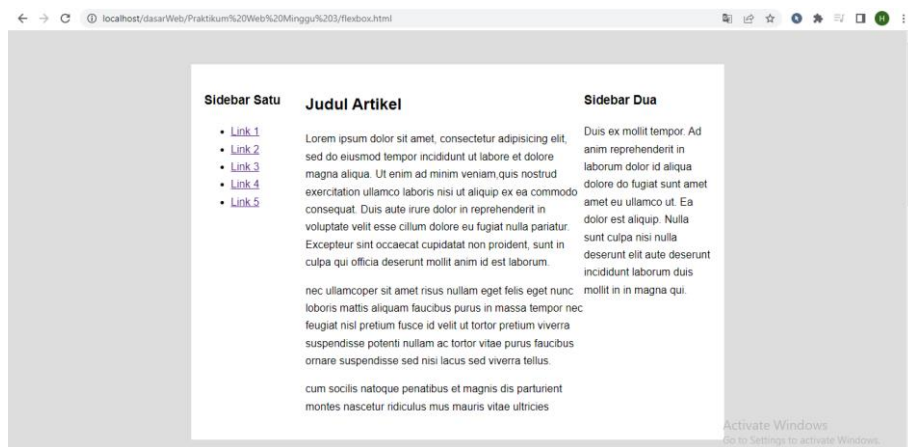 localhost/dasarWeb/Praktikum%20Web%20Minggu%203/flexbox.html
H
Sidebar Satu
Link 1
Link 2
Link 3
Link 4
Link 5
Judul Artikel
Lorem ipsum dolor sit amet, consectetur adipisicing elit,
sed do eiusmod tempor incididunt ut labore et dolore
magna aliqua. Ut enim ad minim veniam,quis nostrud
exercitation ullamco laboris nisi ut aliquip ex ea commodo
consequat. Duis aute irure dolor in reprehenderit in
voluptate velit esse cillum dolore eu fugiat nulla pariatur.
Excepteur sint occaecat cupidatat non proident, sunt in
culpa qui officia deserunt mollit anim id est laborum.
nec ullamcoper sit amet risus nullam eget felis eget nunc
loboris mattis aliquam faucibus purus in massa tempor nec
feugiat nisl pretium fusce id velit ut tortor pretium viverra
suspendisse potenti nullam ac tortor vitae purus faucibus
ornare suspendisse sed nisi lacus sed viverra tellus.
cum socilis natoque penatibus et magnis dis parturient
montes nascetur ridiculus mus mauris vitae ultricies
Sidebar Dua
Duis ex mollit tempor. Ad
anim reprehenderit in
laborum dolor id aliqua
dolore do fugiat sunt amet
amet eu ullamco ut. Ea
dolor est aliquip. Nulla
sunt culpa nisi nulla
deserunt elit aute deserunt
incididunt laborum duis
mollit in in magna qui.
Activate Windows
Go to Settings to activate Windows.